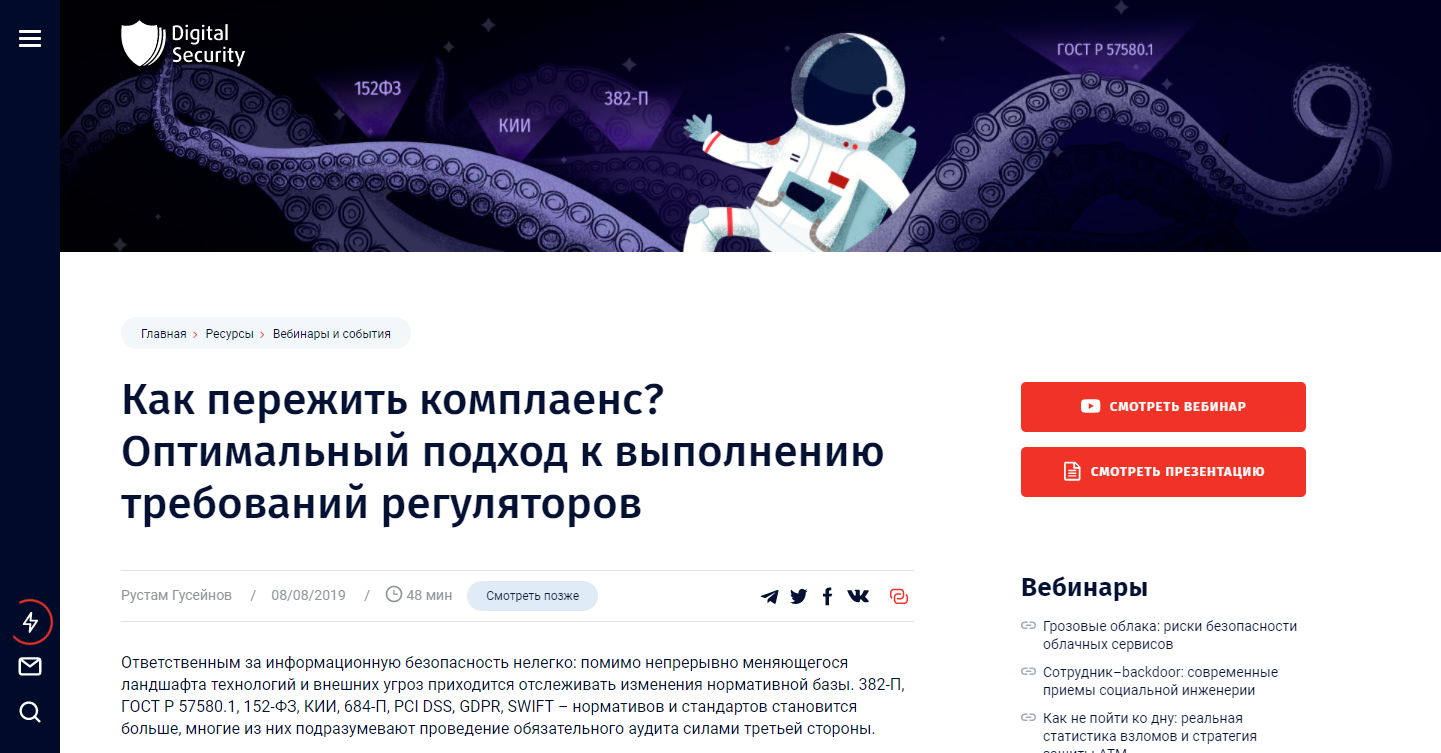 Digital
Security
152ФЗ
КИИ
382-П
ГОСТ Р 57580.1
Главная > Ресурсы > Вебинары и события
Как пережить комплаенс?
Оптимальный подход к выполнению
требований регуляторов
СМОТРЕТЬ ВЕБИНАР
СМОТРЕТЬ ПРЕЗЕНТАЦИЮ
Рустам Гусейнов / 08/08/2019 / 48 мин Смотреть позже
Ответственным за информационную безопасность нелегко: помимо непрерывно меняющегося
ландшафта технологий и внешних угроз приходится отслеживать изменения нормативной базы. 382-П,
ГОСТ Р 57580.1, 152-ФЗ, КИИ, 684-П, PCI DSS, GDPR, SWIFT – нормативов и стандартов становится
больше, многие из них подразумевают проведение обязательного аудита силами третьей стороны.
Вебинары
Грозовые облака: риски безопасности
облачных сервисов
Сотрудник–backdoor: современные
приемы социальной инженерии
Как не пойти ко дну: реальная
статистика взломов и стратегия
защиты ATM